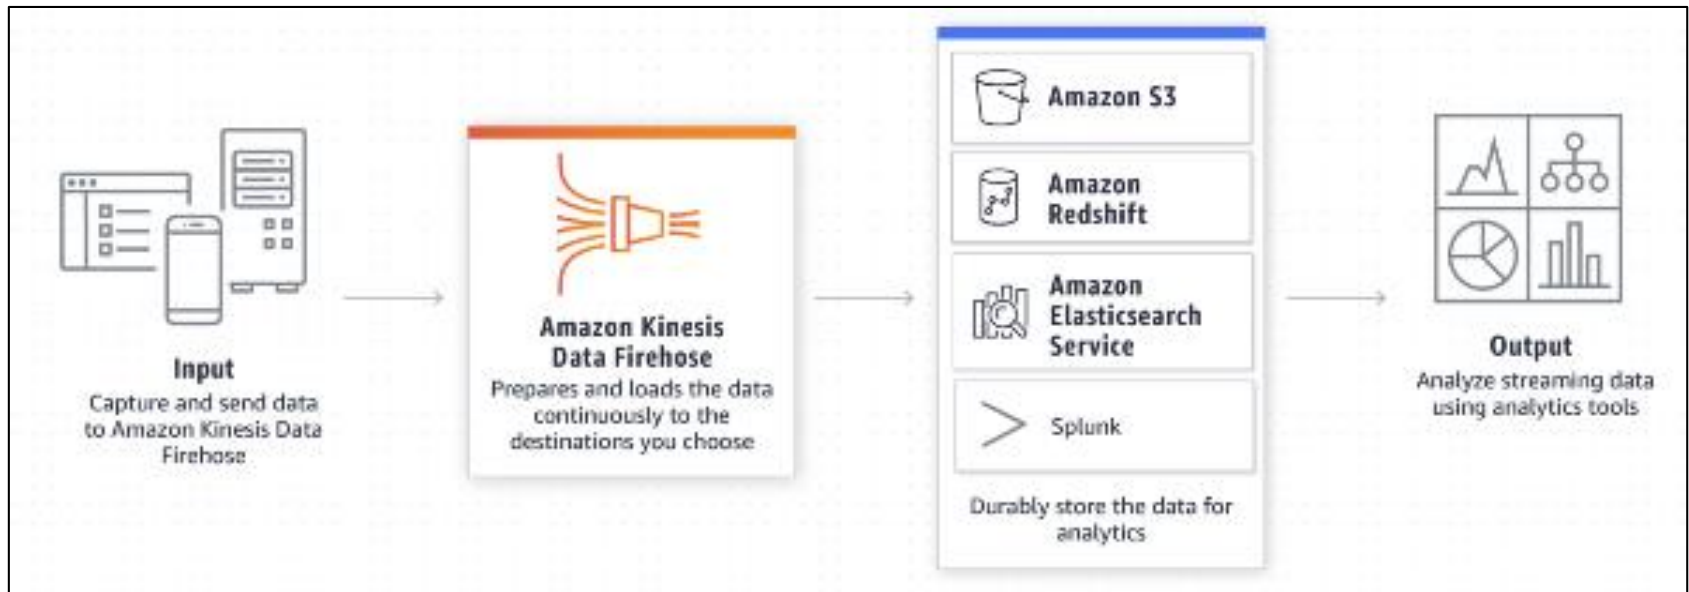 Input
Capture and send data
to Amazon Kinesis Data
Firehose
Amazon Kinesis
Data Firehose
Prepares and loads the data
continuously to the
destinations you choose
Amazon S3
Amazon
Redshift
Amazon
Elasticsearch
Service
Splunk
Durably store the data for
analytics
Output
Analyze streaming data
using analytics tools